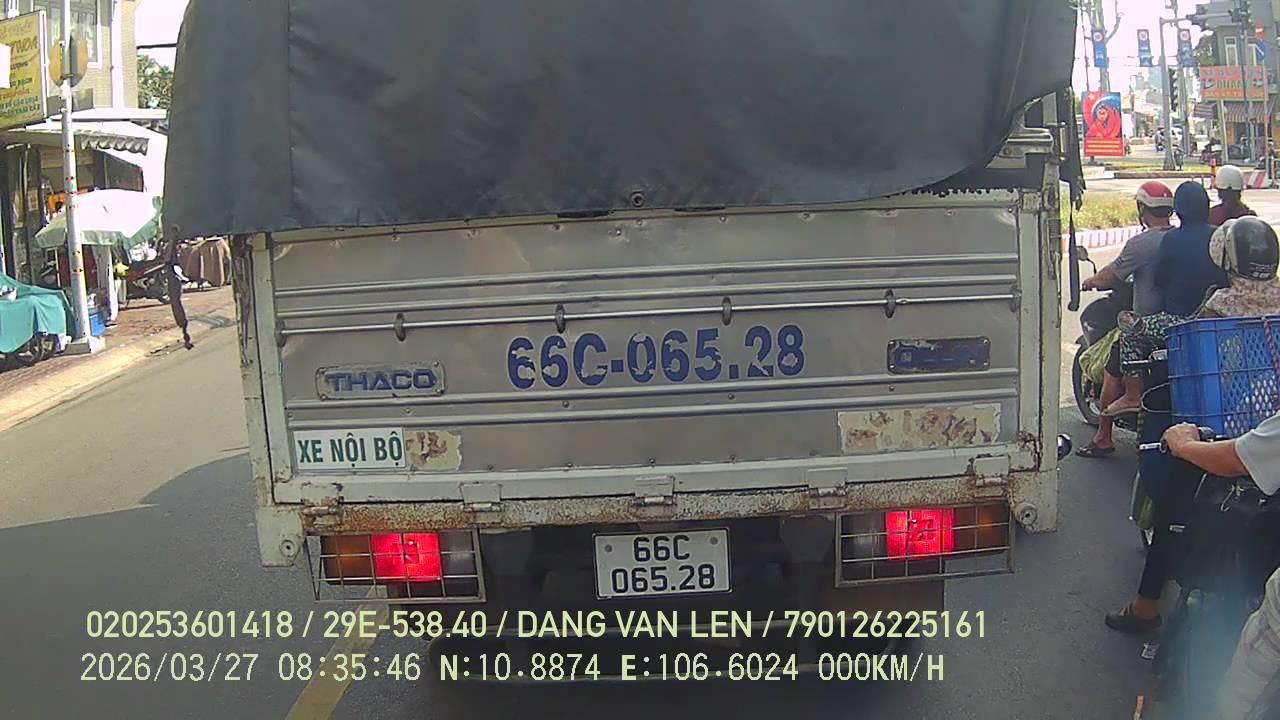 66C-065.28
THACO
OLLIN
XE NỘI BỘ
66C
065.28
020253601418 / 29E-538.40 / DANG VAN LEN / 790126225161
2026/03/27 08:35:46 N:10.8874 E:106.6024 000KM/H